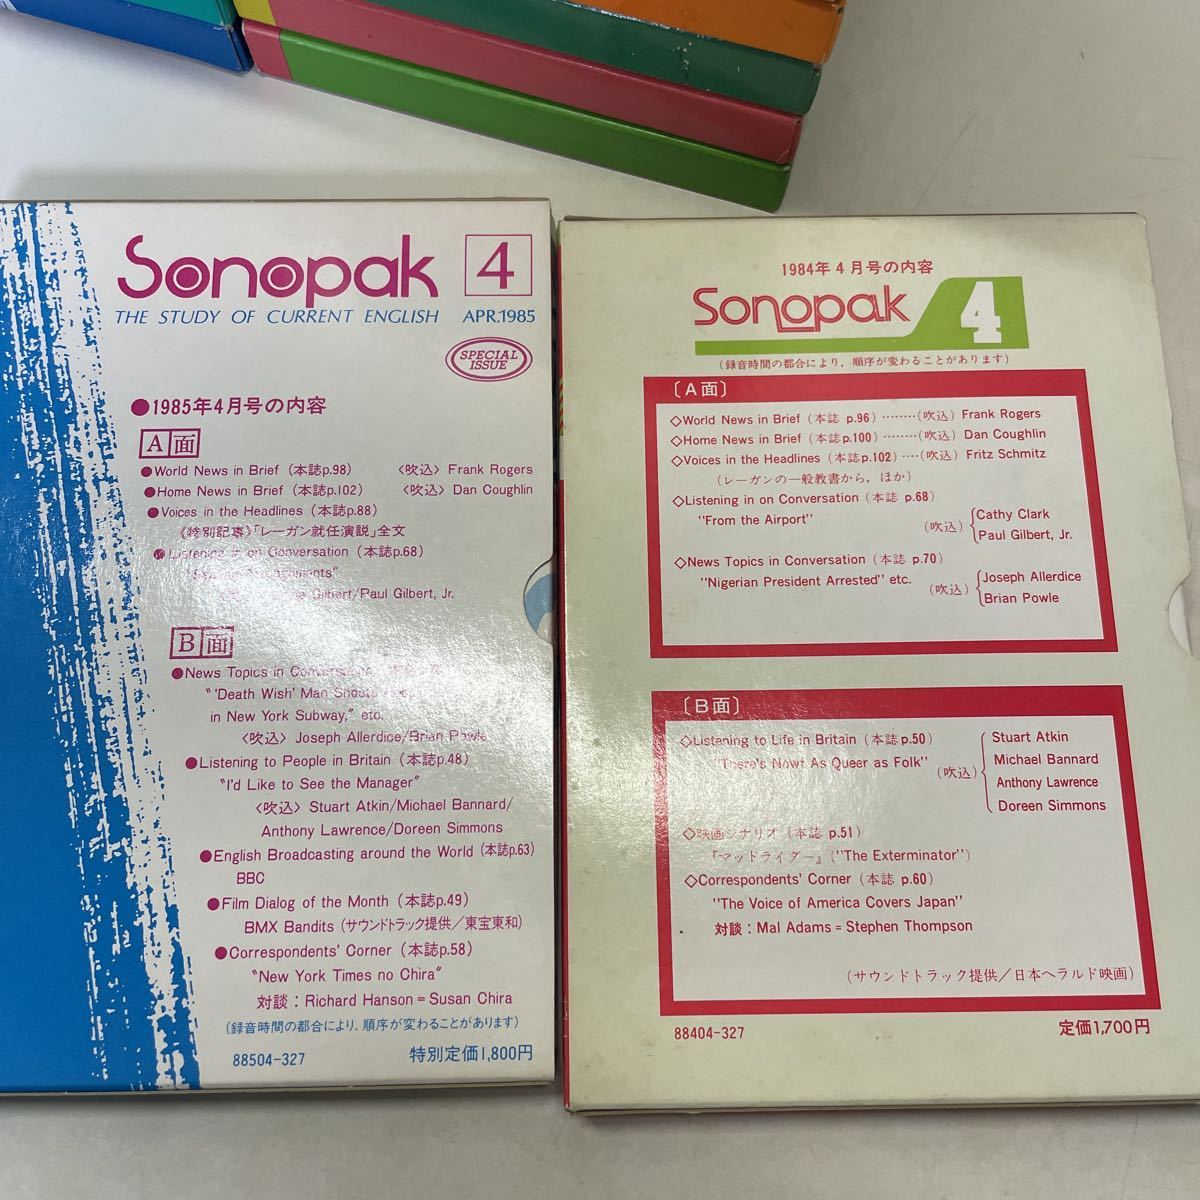 Sonopak 4
THE STUDY OF CURRENT ENGLISH APR.1985
SPECIAL ISSUE
●1985年4月号の内容
A面
●World News in Brief (本誌p.98) 〈吹込〉 Frank Rogers
●Home News in Brief (本誌p.102) 〈吹込〉 Dan Coughlin
●Voices in the Headlines (本誌p.88)
《特別記事》「レーガン就任演説」全文
●Listening in on Conversation (本誌p.68)
Gilbert/Paul Gilbert, Jr.
B面
●News Topics in Conversation
"'Death Wish' Man Shoots
in New York Subway," etc.
〈吹込〉 Joseph Allerdice/Brian Powle
●Listening to People in Britain (本誌p.48)
"I'd Like to See the Manager"
〈吹込〉 Stuart Atkin/Michael Bannard/
Anthony Lawrence/Doreen Simmons
●English Broadcasting around the World (本誌p.63)
BBC
●Film Dialog of the Month (本誌p.49)
BMX Bandits (サウンドトラック提供／東宝東和)
●Correspondents' Corner (本誌p.58)
"New York Times no Chira"
対談：Richard Hanson=Susan Chira
(録音時間の都合により、順序が変わることがあります)
88504-327 特別定価1,800円
1984年4月号の内容
Sonopak 4
(録音時間の都合により，順序が変わることがあります)
〔A面〕
◇World News in Brief (本誌 p.96) ········(吹込) Frank Rogers
◇Home News in Brief (本誌 p.100) ········(吹込) Dan Coughlin
◇Voices in the Headlines (本誌p.102) ····(吹込) Fritz Schmitz
(レーガンの一般教書から，ほか)
◇Listening in on Conversation (本誌 p.68)
"From the Airport" (吹込) Cathy Clark
Paul Gilbert, Jr.
◇News Topics in Conversation (本誌 p.70)
"Nigerian President Arrested" etc. (吹込) Joseph Allerdice
Brian Powle
〔B面〕
◇Listening to Life in Britain (本誌 p.50) Stuart Atkin
"There's Nowt As Queer as Folk" (吹込) Michael Bannard
Anthony Lawrence
Doreen Simmons
◇映画シナリオ (本誌 p.51)
『マッドライダー』("The Exterminator")
◇Correspondents' Corner (本誌 p.60)
"The Voice of America Covers Japan"
対談：Mal Adams=Stephen Thompson
(サウンドトラック提供／日本ヘラルド映画)
88404-327 定価1,700円